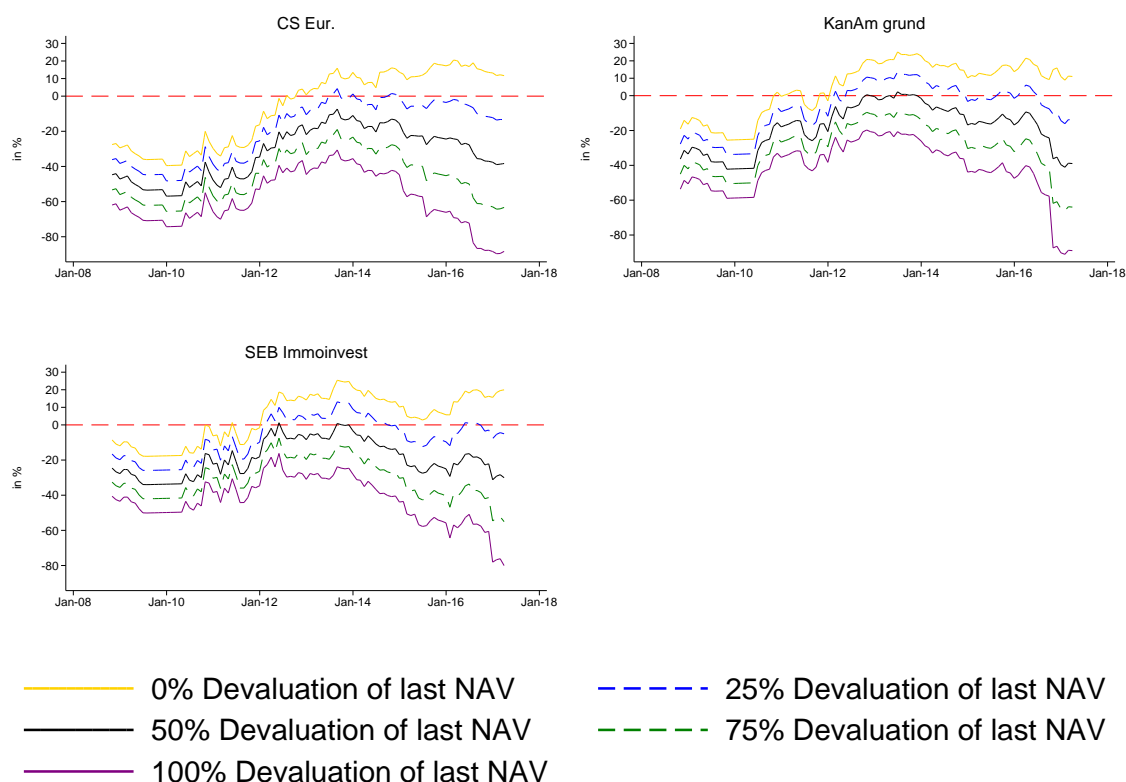 CS Eur.
30
20
10
0
-20
-40
-60
-80
in %
Jan-08 Jan-10 Jan-12 Jan-14 Jan-16 Jan-18
KanAm grund
30
20
10
0
-20
-40
-60
-80
in %
Jan-08 Jan-10 Jan-12 Jan-14 Jan-16 Jan-18
SEB Immoinvest
30
20
10
0
-20
-40
-60
-80
in %
Jan-08 Jan-10 Jan-12 Jan-14 Jan-16 Jan-18
0% Devaluation of last NAV 25% Devaluation of last NAV
50% Devaluation of last NAV 75% Devaluation of last NAV
100% Devaluation of last NAV